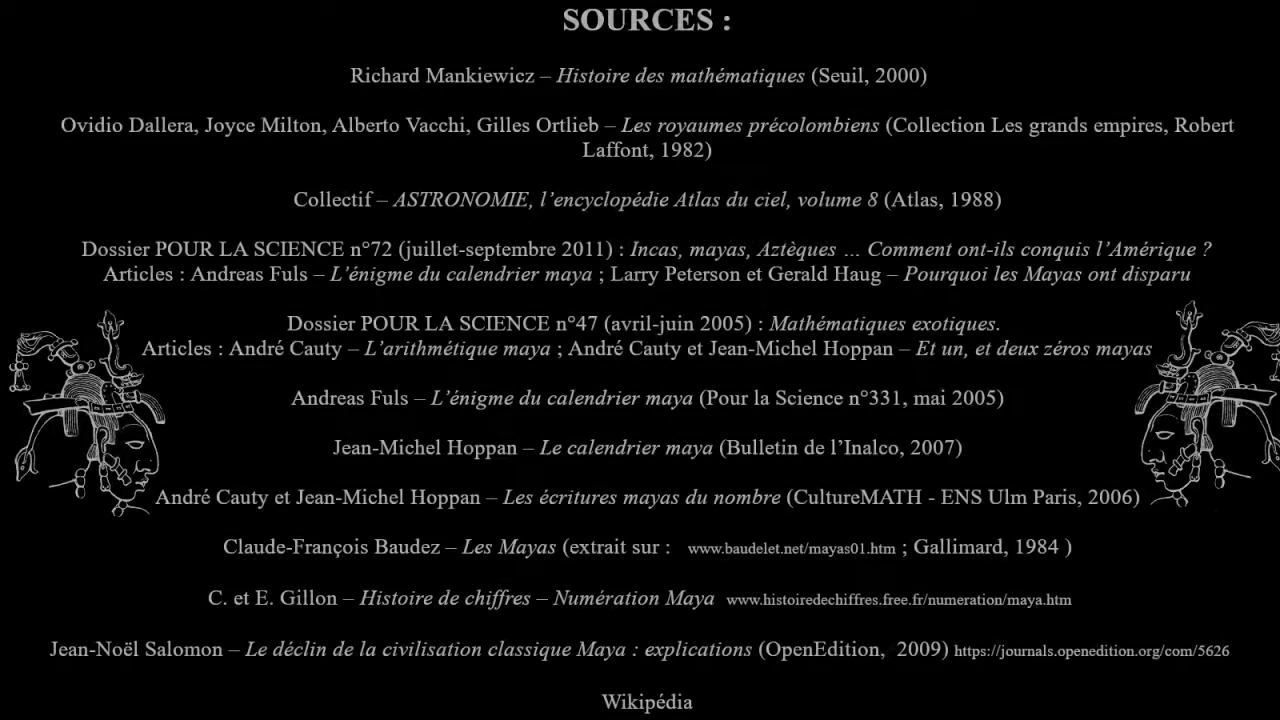 SOURCES :
Richard Mankiewicz – Histoire des mathématiques (Seuil, 2000)
Ovidio Dallera, Joyce Milton, Alberto Vacchi, Gilles Ortlieb – Les royaumes précolombiens (Collection Les grands empires, Robert
Laffont, 1982)
Collectif – ASTRONOMIE, l’encyclopédie Atlas du ciel, volume 8 (Atlas, 1988)
Dossier POUR LA SCIENCE n°72 (juillet-septembre 2011) : Incas, mayas, Aztèques … Comment ont-ils conquis l’Amérique ?
Articles : Andreas Fuls – L’énigme du calendrier maya ; Larry Peterson et Gerald Haug – Pourquoi les Mayas ont disparu
Dossier POUR LA SCIENCE n°47 (avril-juin 2005) : Mathématiques exotiques.
Articles : André Cauty – L’arithmétique maya ; André Cauty et Jean-Michel Hoppan – Et un, et deux zéros mayas
Andreas Fuls – L’énigme du calendrier maya (Pour la Science n°331, mai 2005)
Jean-Michel Hoppan – Le calendrier maya (Bulletin de l’Inalco, 2007)
André Cauty et Jean-Michel Hoppan – Les écritures mayas du nombre (CultureMATH - ENS Ulm Paris, 2006)
Claude-François Baudez – Les Mayas (extrait sur : www.baudelet.net/mayas01.htm ; Gallimard, 1984 )
C. et E. Gillon – Histoire de chiffres – Numération Maya www.histoiredechiffres.free.fr/numeration/maya.htm
Jean-Noël Salomon – Le déclin de la civilisation classique Maya : explications (OpenEdition, 2009) https://journals.openedition.org/com/5626
Wikipédia